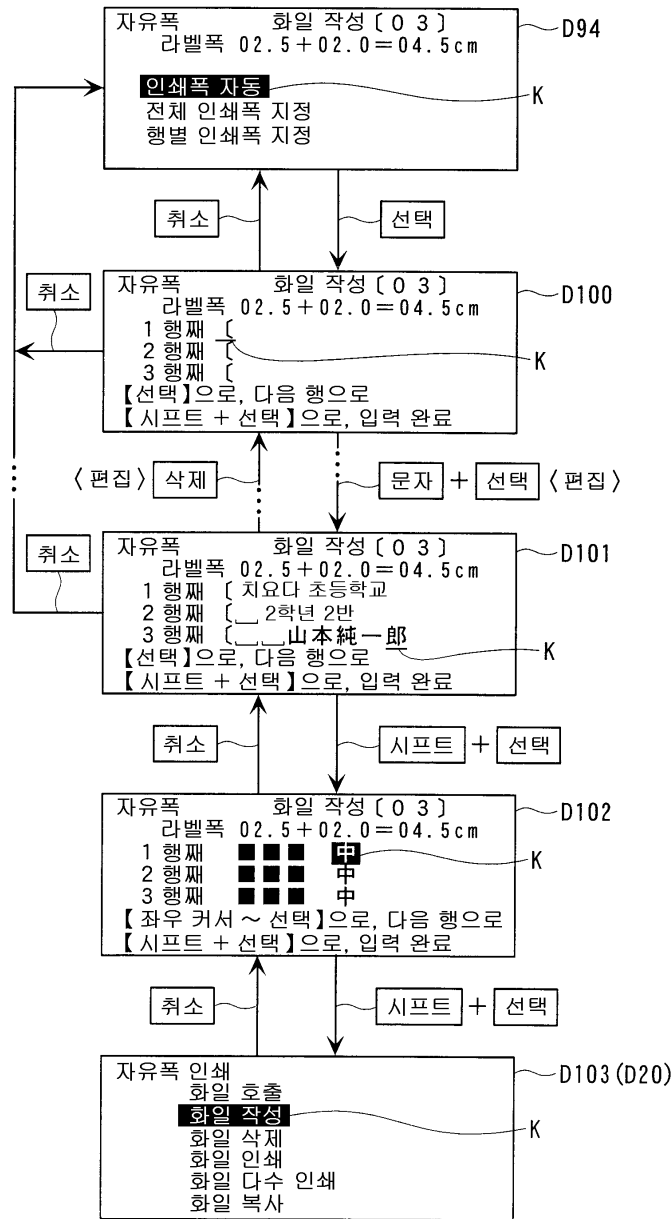 자유폭 화일 작성 〔０３〕
라벨폭 02.5＋02.0＝04.5cm
인쇄폭 자동
전체 인쇄폭 지정
행별 인쇄폭 지정
D94
K
취소
선택
자유폭 화일 작성 〔０３〕
라벨폭 02.5＋02.0＝04.5cm
1 행째 〔
2 행째 〔
3 행째 〔
【선택】으로, 다음 행으로
【시프트 + 선택】으로, 입력 완료
D100
K
취소
〈편집〉 삭제
문자 + 선택 〈편집〉
자유폭 화일 작성 〔０３〕
라벨폭 02.5＋02.0＝04.5cm
1 행째 〔 치요다 초등학교
2 행째 〔 2학년 2반
3 행째 〔 山本純一郎
【선택】으로, 다음 행으로
【시프트 + 선택】으로, 입력 완료
D101
K
취소
취소
시프트 + 선택
자유폭 화일 작성 〔０３〕
라벨폭 02.5＋02.0＝04.5cm
1 행째 ■■■ 中
2 행째 ■■■ 中
3 행째 ■■■ 中
【좌우 커서 ～ 선택】으로, 다음 행으로
【시프트 + 선택】으로, 입력 완료
D102
K
취소
시프트 + 선택
자유폭 인쇄
화일 호출
화일 작성
화일 삭제
화일 인쇄
화일 다수 인쇄
화일 복사
D103(D20)
K